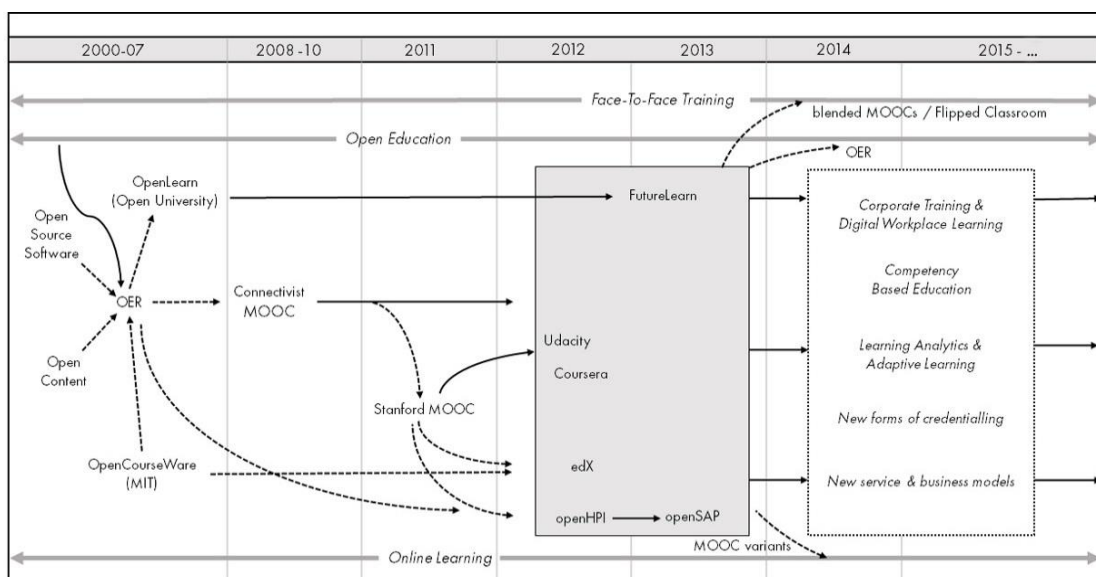 2000-07
2008 -10
2011
2012
2013
2014
2015 - ...
Face-To-Face Training
blended MOOCs / Flipped Classroom
Open Education
OER
OpenLearn
(Open University)
FutureLearn
Corporate Training &
Digital Workplace Learning
Open
Source
Software
Competency
Based Education
OER
Connectivist
MOOC
Udacity
Coursera
Learning Analytics &
Adaptive Learning
Open
Content
Stanford MOOC
New forms of credentialling
OpenCourseWare
(MIT)
edX
New service & business models
openHPI
openSAP
MOOC variants
Online Learning